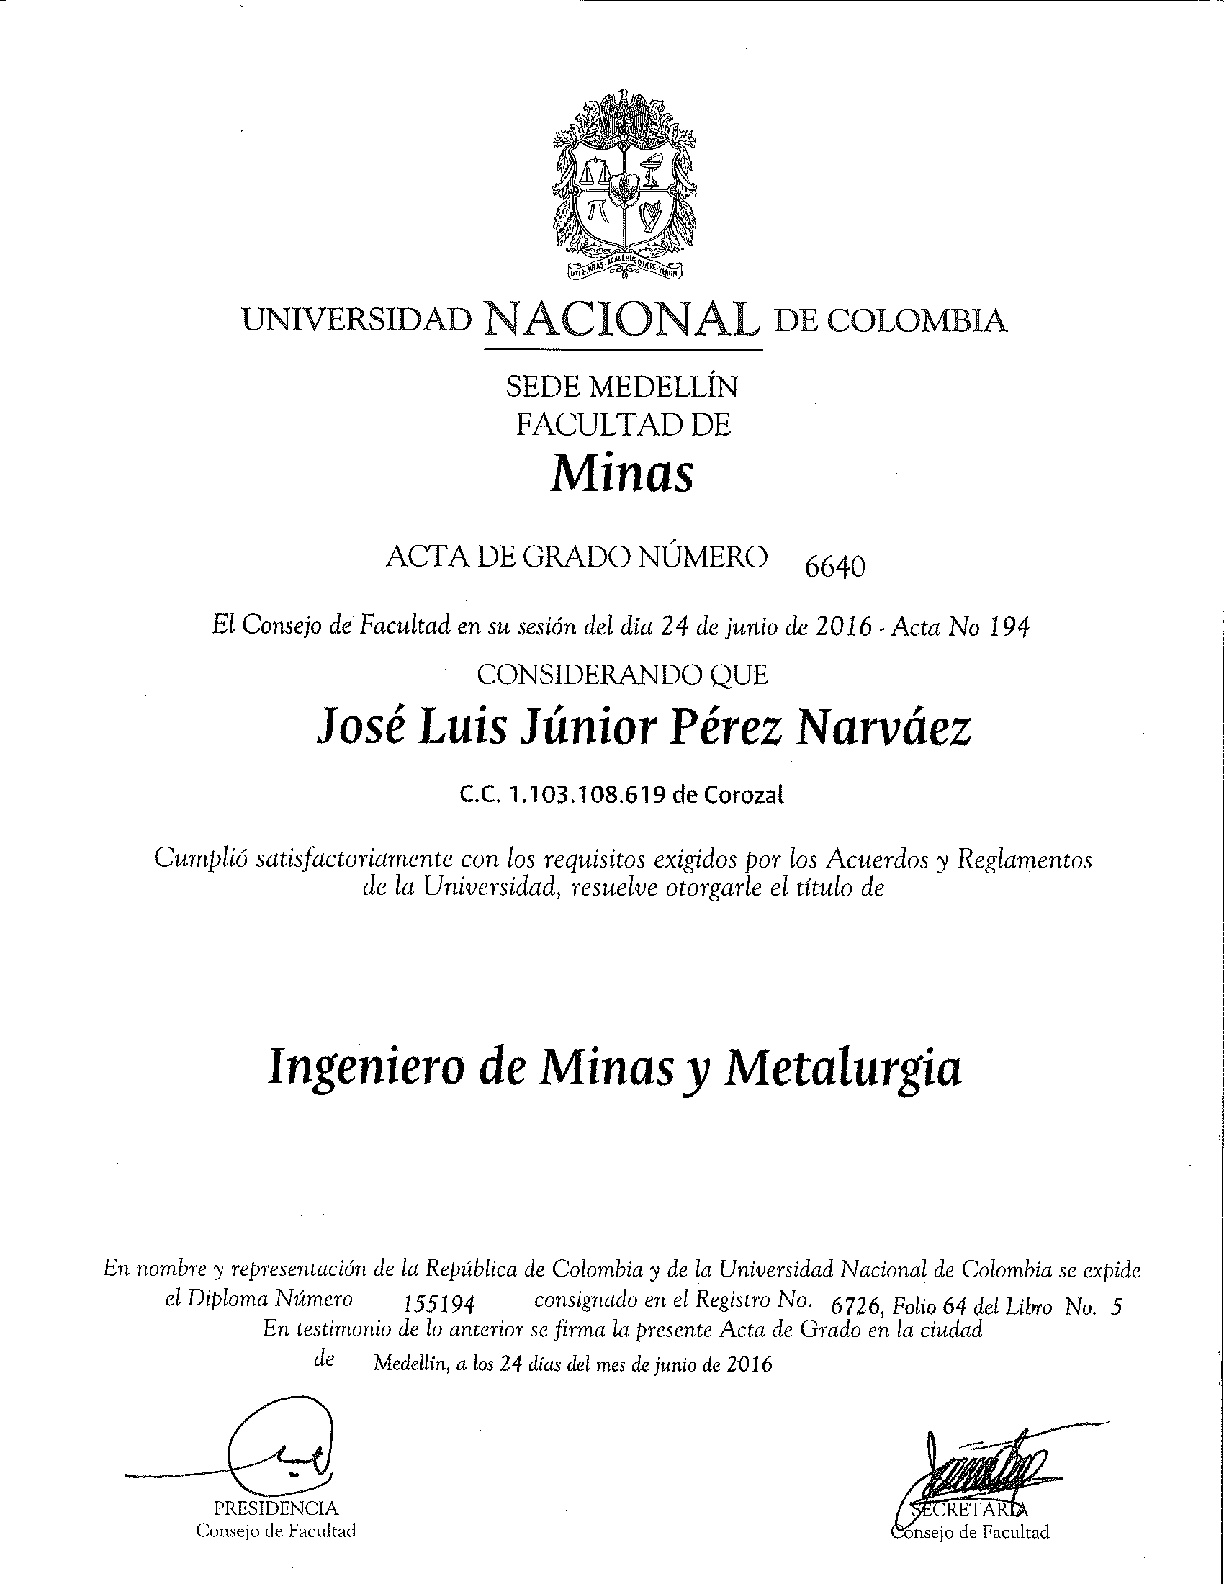 UNIVERSIDAD NACIONAL DE COLOMBIA
SEDE MEDELLÍN
FACULTAD DE
Minas
ACTA DE GRADO NÚMERO 6640
El Consejo de Facultad en su sesión del día 24 de junio de 2016 - Acta No 194
CONSIDERANDO QUE
José Luis Júnior Pérez Narváez
C.C. 1.103.108.619 de Corozal
Cumplió satisfactoriamente con los requisitos exigidos por los Acuerdos y Reglamentos
de la Universidad, resuelve otorgarle el título de
Ingeniero de Minas y Metalurgia
En nombre y representación de la República de Colombia y de la Universidad Nacional de Colombia se expide
el Diploma Número 155194 consignado en el Registro No. 6726, Folio 64 del Libro No. 5
En testimonio de lo anterior se firma la presente Acta de Grado en la ciudad
de Medellín, a los 24 días del mes de junio de 2016
PRESIDENCIA
Consejo de Facultad
SECRETARÍA
Consejo de Facultad